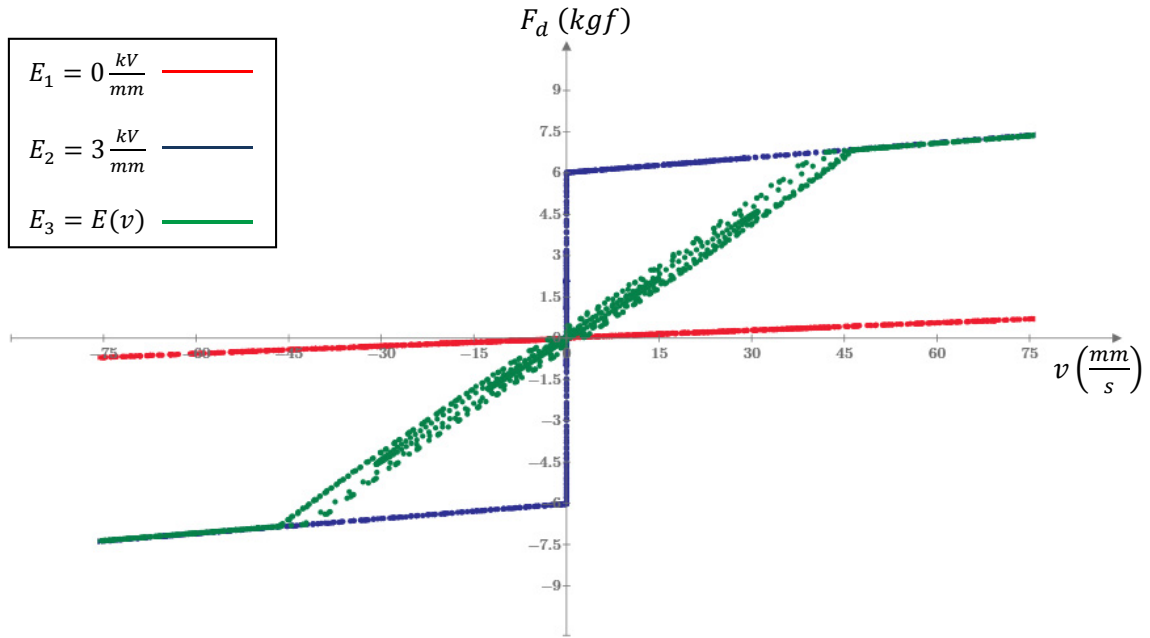 F_d (kgf)
E_1 = 0 kV/mm
E_2 = 3 kV/mm
E_3 = E(v)
9
7.5
6
4.5
3
1.5
0
−75 −60 −45 −30 −15 0 15 30 45 60 75
v (mm/s)
−1.5
−3
−4.5
−6
−7.5
−9